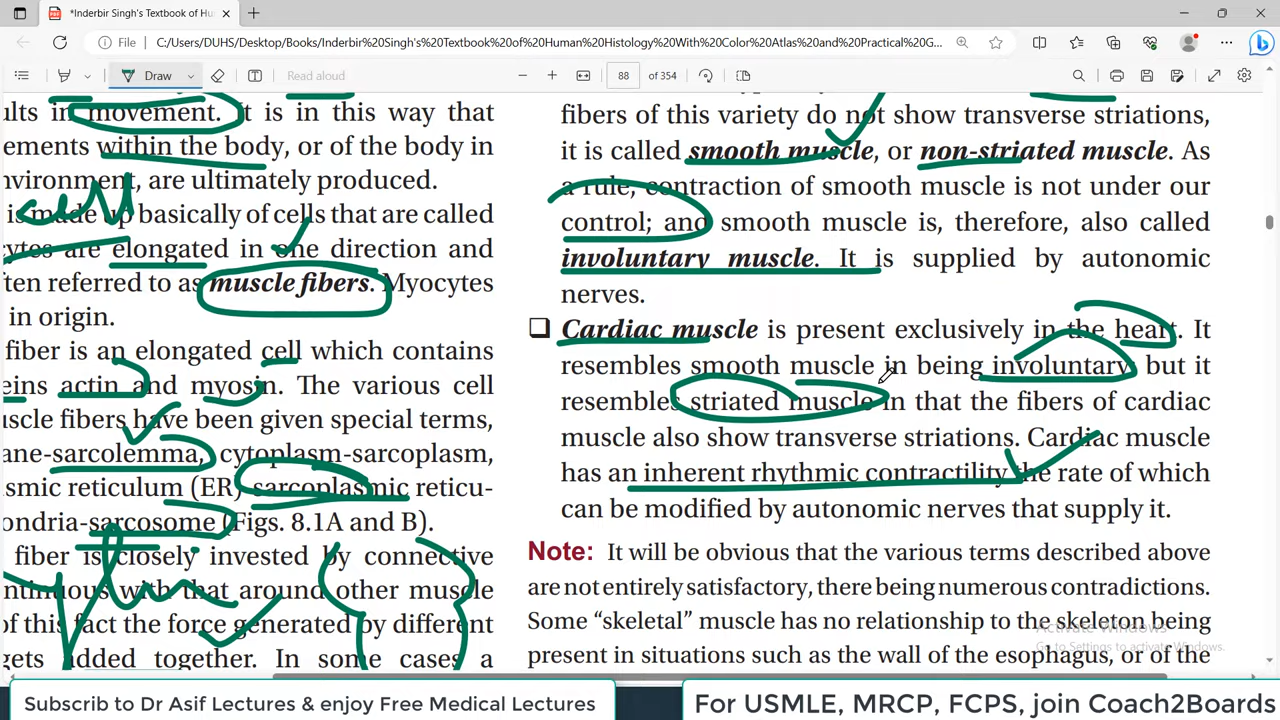 *Inderbir Singh's Textbook of Hu
File
C:/Users/DUHS/Desktop/Books/Inderbir%20Singh's%20Textbook%20of%20Human%20Histology%20With%20Color%20Atlas%20and%20Practical%20G...
Draw
Read aloud
88 of 354
ults in movement. It is in this way that
ements within the body, or of the body in
nvironment, are ultimately produced.
is made up basically of cells that are called
cytes are elongated in one direction and
ften referred to as muscle fibers. Myocytes
in origin.
fiber is an elongated cell which contains
eins actin and myosin. The various cell
uscle fibers have been given special terms,
ane-sarcolemma, cytoplasm-sarcoplasm,
asmic reticulum (ER) sarcoplasmic reticu-
ondria-sarcosome (Figs. 8.1A and B).
fiber is closely invested by connective
ntinuous with that around other muscle
of this fact the force generated by different
gets added together. In some cases a
fibers of this variety do not show transverse striations,
it is called smooth muscle, or non-striated muscle. As
a rule, contraction of smooth muscle is not under our
control; and smooth muscle is, therefore, also called
involuntary muscle. It is supplied by autonomic
nerves.
❑ Cardiac muscle is present exclusively in the heart. It
resembles smooth muscle in being involuntary but it
resembles striated muscle in that the fibers of cardiac
muscle also show transverse striations. Cardiac muscle
has an inherent rhythmic contractility the rate of which
can be modified by autonomic nerves that supply it.
Note: It will be obvious that the various terms described above
are not entirely satisfactory, there being numerous contradictions.
Some “skeletal” muscle has no relationship to the skeleton being
present in situations such as the wall of the esophagus, or of the
Activate Windows
Go to Settings to activate Windows.
Subscrib to Dr Asif Lectures & enjoy Free Medical Lectures
For USMLE, MRCP, FCPS, join Coach2Boards